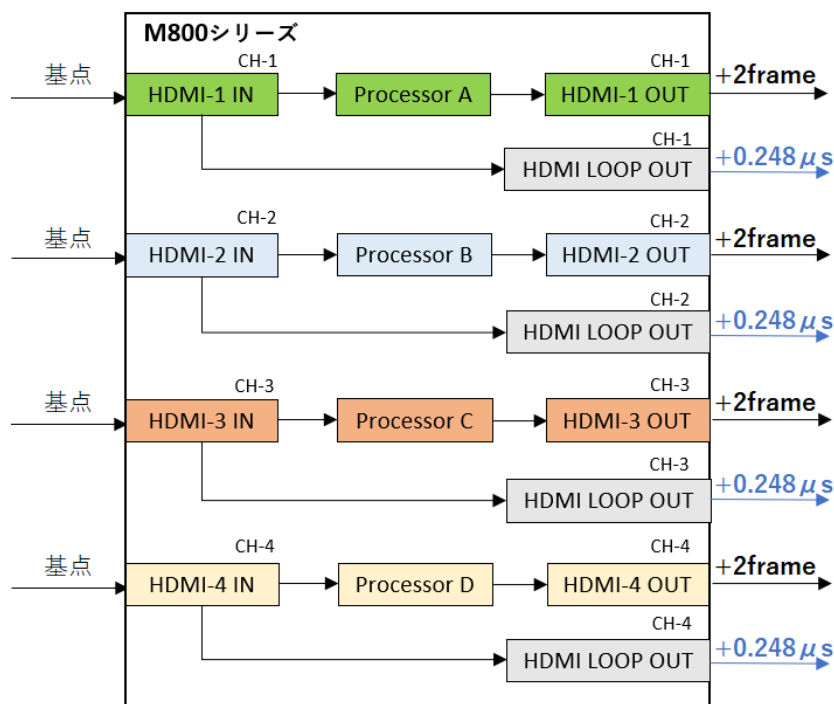 M800シリーズ
CH-1
CH-1
基点
HDMI-1 IN
Processor A
HDMI-1 OUT
+2frame
CH-1
HDMI LOOP OUT
+0.248μs
CH-2
CH-2
基点
HDMI-2 IN
Processor B
HDMI-2 OUT
+2frame
CH-2
HDMI LOOP OUT
+0.248μs
CH-3
CH-3
基点
HDMI-3 IN
Processor C
HDMI-3 OUT
+2frame
CH-3
HDMI LOOP OUT
+0.248μs
CH-4
CH-4
基点
HDMI-4 IN
Processor D
HDMI-4 OUT
+2frame
CH-4
HDMI LOOP OUT
+0.248μs